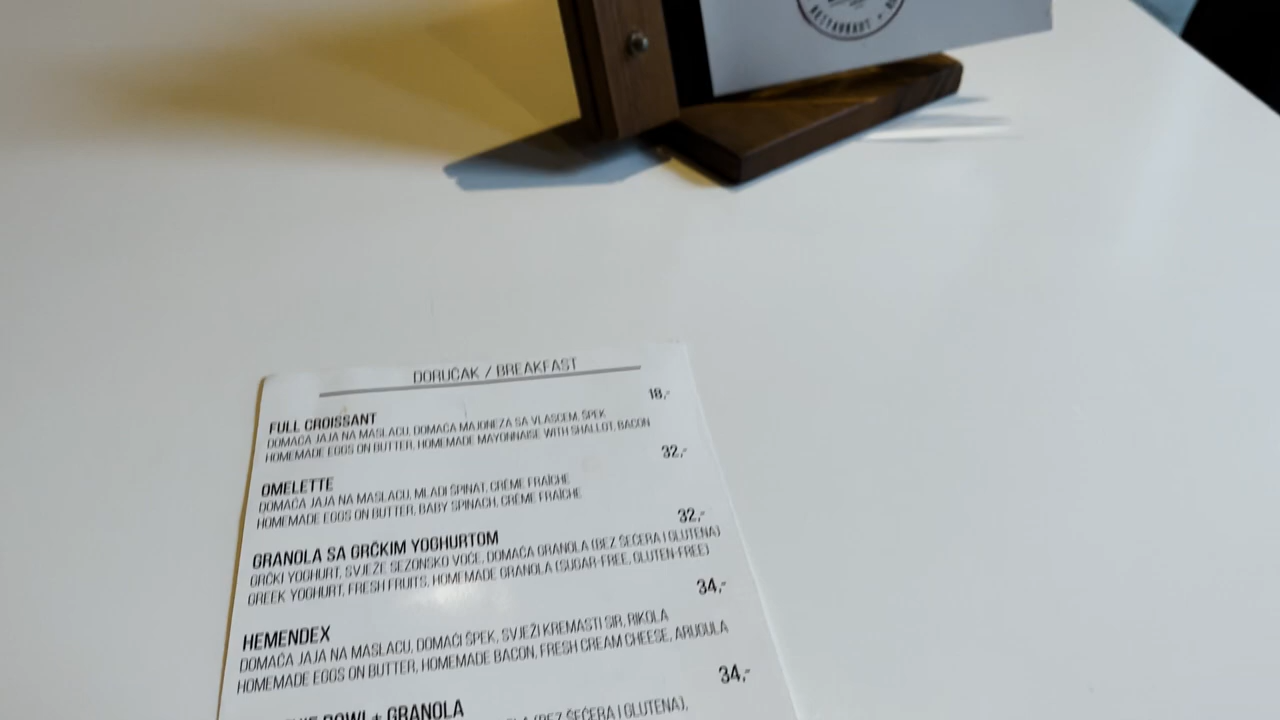 RESTAURANT
DORUČAK / BREAKFAST
18,-
FULL CROISSANT
DOMAĆA JAJA NA MASLACU, DOMAĆA MAJONEZA SA VLASCEM, ŠPEK
HOMEMADE EGGS ON BUTTER, HOMEMADE MAYONNAISE WITH SHALLOT, BACON
32,-
OMELETTE
DOMAĆA JAJA NA MASLACU, MLADI ŠPINAT, CRÈME FRAÎCHE
HOMEMADE EGGS ON BUTTER, BABY SPINACH, CRÈME FRAÎCHE
32,-
GRANOLA SA GRČKIM YOGHURTOM
GRČKI YOGHURT, SVJEŽE SEZONSKO VOĆE, DOMAĆA GRANOLA (BEZ ŠEĆERA I GLUTENA)
GREEK YOGHURT, FRESH FRUITS, HOMEMADE GRANOLA (SUGAR-FREE, GLUTEN-FREE)
34,-
HEMENDEX
DOMAĆA JAJA NA MASLACU, DOMAĆI ŠPEK, SVJEŽI KREMASTI SIR, RIKOLA
HOMEMADE EGGS ON BUTTER, HOMEMADE BACON, FRESH CREAM CHEESE, ARUGULA
34,-
BOWL + GRANOLA
(BEZ ŠEĆERA I GLUTENA),